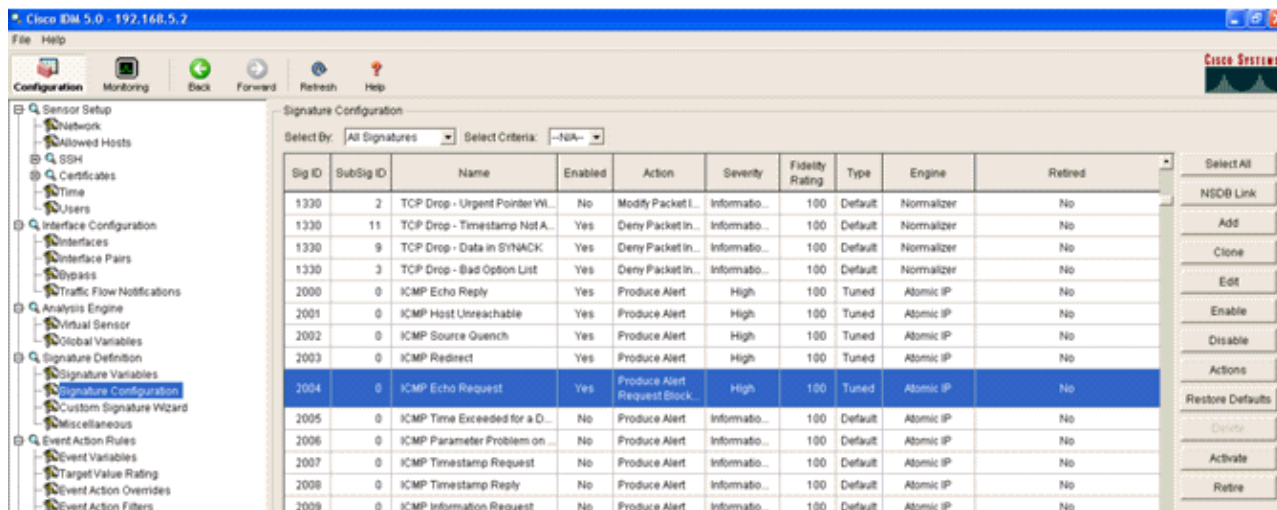 Cisco IDM 5.0 - 192.168.5.2
File Help
Configuration Monitoring Back Forward Refresh Help
CISCO SYSTEMS
Sensor Setup
Network
Allowed Hosts
SSH
Certificates
Time
Users
Interface Configuration
Interfaces
Interface Pairs
Bypass
Traffic Flow Notifications
Analysis Engine
Virtual Sensor
Global Variables
Signature Definition
Signature Variables
Signature Configuration
Custom Signature Wizard
Miscellaneous
Event Action Rules
Event Variables
Target Value Rating
Event Action Overrides
Event Action Filters
Signature Configuration
Select By: All Signatures Select Criteria: --N/A--
Sig ID SubSig ID Name Enabled Action Severity Fidelity Rating Type Engine Retired
1330 2 TCP Drop - Urgent Pointer Wi... No Modify Packet I... Informatio... 100 Default Normalizer No
1330 11 TCP Drop - Timestamp Not A... Yes Deny Packet In... Informatio... 100 Default Normalizer No
1330 9 TCP Drop - Data in SYNACK Yes Deny Packet In... Informatio... 100 Default Normalizer No
1330 3 TCP Drop - Bad Option List Yes Deny Packet In... Informatio... 100 Default Normalizer No
2000 0 ICMP Echo Reply Yes Produce Alert High 100 Tuned Atomic IP No
2001 0 ICMP Host Unreachable Yes Produce Alert High 100 Tuned Atomic IP No
2002 0 ICMP Source Quench Yes Produce Alert High 100 Tuned Atomic IP No
2003 0 ICMP Redirect Yes Produce Alert High 100 Tuned Atomic IP No
2004 0 ICMP Echo Request Yes Produce Alert Request Block... High 100 Tuned Atomic IP No
2005 0 ICMP Time Exceeded for a D... No Produce Alert Informatio... 100 Default Atomic IP No
2006 0 ICMP Parameter Problem on ... No Produce Alert Informatio... 100 Default Atomic IP No
2007 0 ICMP Timestamp Request No Produce Alert Informatio... 100 Default Atomic IP No
2008 0 ICMP Timestamp Reply No Produce Alert Informatio... 100 Default Atomic IP No
2009 0 ICMP Information Request No Produce Alert Informatio... 100 Default Atomic IP No
Select All
NSDB Link
Add
Clone
Edit
Enable
Disable
Actions
Restore Defaults
Delete
Activate
Retire